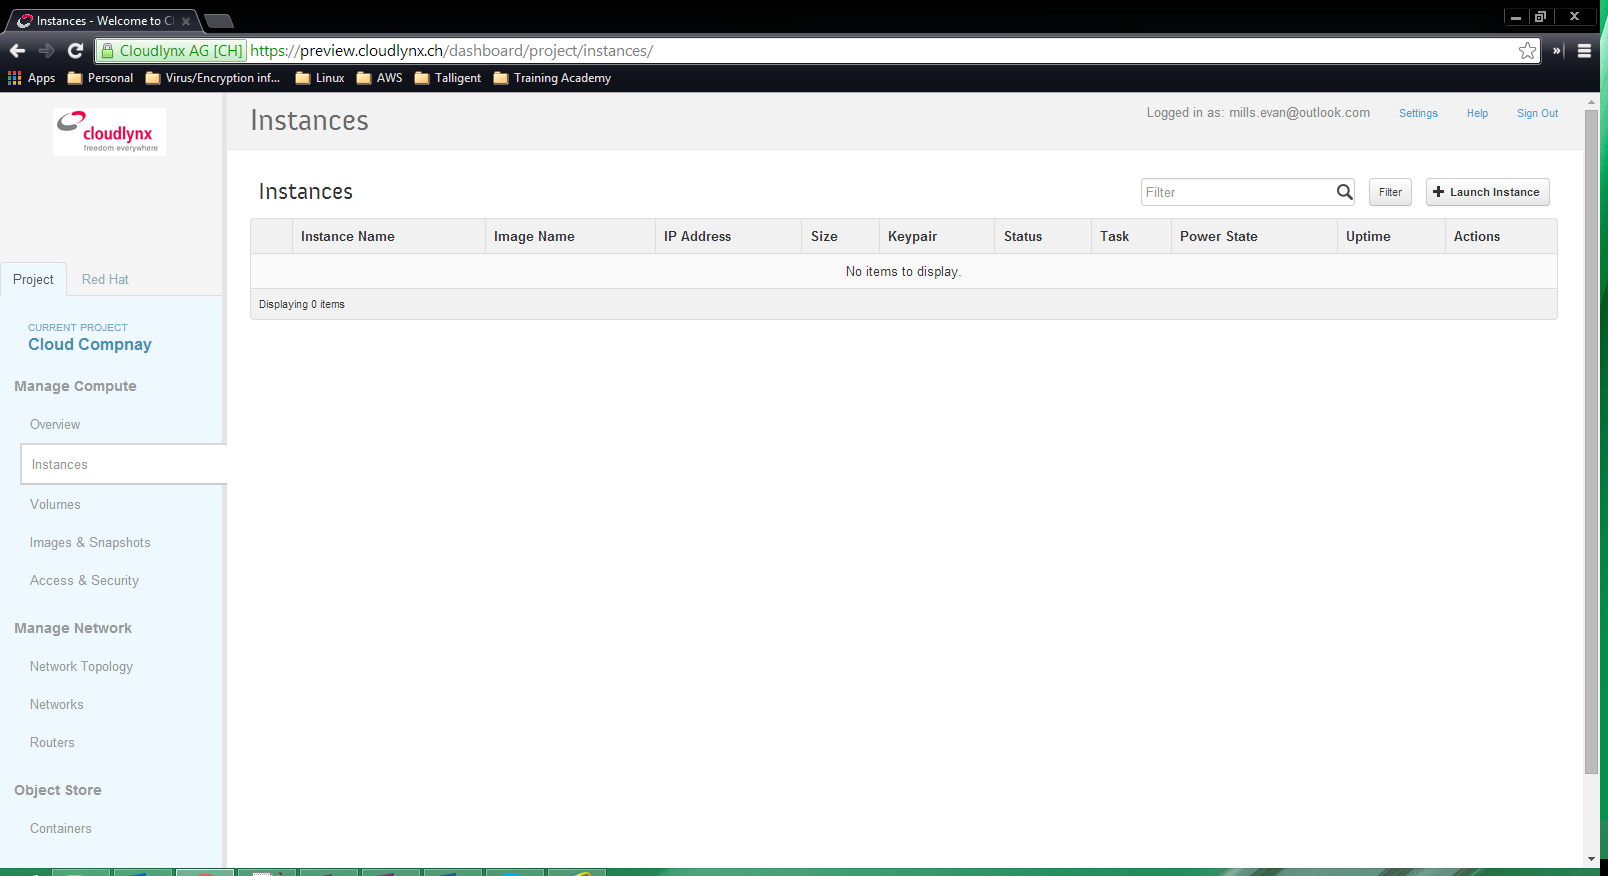 Instances - Welcome to Cl
Cloudlynx AG [CH] https://preview.cloudlynx.ch/dashboard/project/instances/
Apps Personal Virus/Encryption inf... Linux AWS Talligent Training Academy
cloudlynx
freedom everywhere
Instances
Logged in as: mills.evan@outlook.com Settings Help Sign Out
Instances
Filter Filter Launch Instance
Instance Name Image Name IP Address Size Keypair Status Task Power State Uptime Actions
No items to display.
Displaying 0 items
Project Red Hat
CURRENT PROJECT
Cloud Compnay
Manage Compute
Overview
Instances
Volumes
Images & Snapshots
Access & Security
Manage Network
Network Topology
Networks
Routers
Object Store
Containers